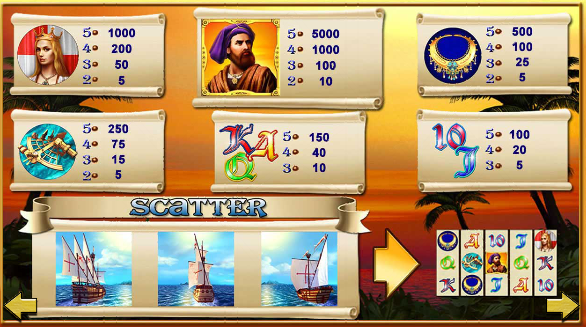 5 1000
4 200
3 50
2 5
5 5000
4 1000
3 100
2 10
5 500
4 100
3 25
2 5
5 250
4 75
3 15
2 5
K A
Q
5 150
4 40
3 10
10
J
5 100
4 20
3 5
SCATTER
A 10 J
Q K
Q A K
K 10 J